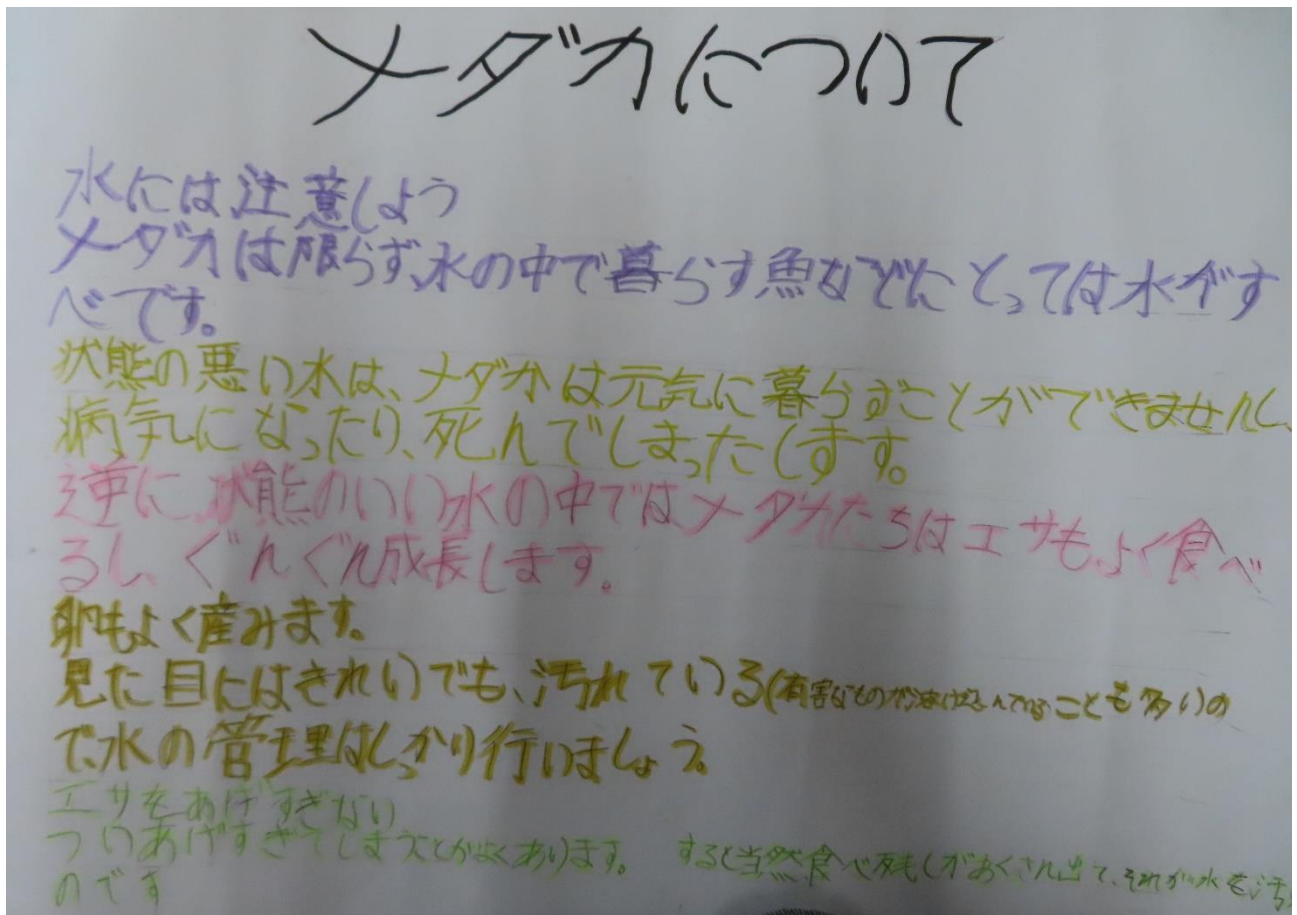 メダカについて
水には注意しよう
メダカは限らず、水の中で暮らす魚などにとっては水がす
べです。
状態の悪い水は、メダカは元気に暮らすことができませんし、
病気になったり、死んでしまったします。
逆に、状態のいい水の中ではメダカたちはエサも、よく食べ
るし、ぐんぐん成長します。
卵もよく産みます。
見た目にはきれいでも、汚れている(有害なものが ことも多いの
で、水の管理はしっかり行いましょう。
エサをあげすぎない
ついあげすぎてしまうことがよくあります。 すると当然食べ残しがたくさん出て、それが水を汚
のです